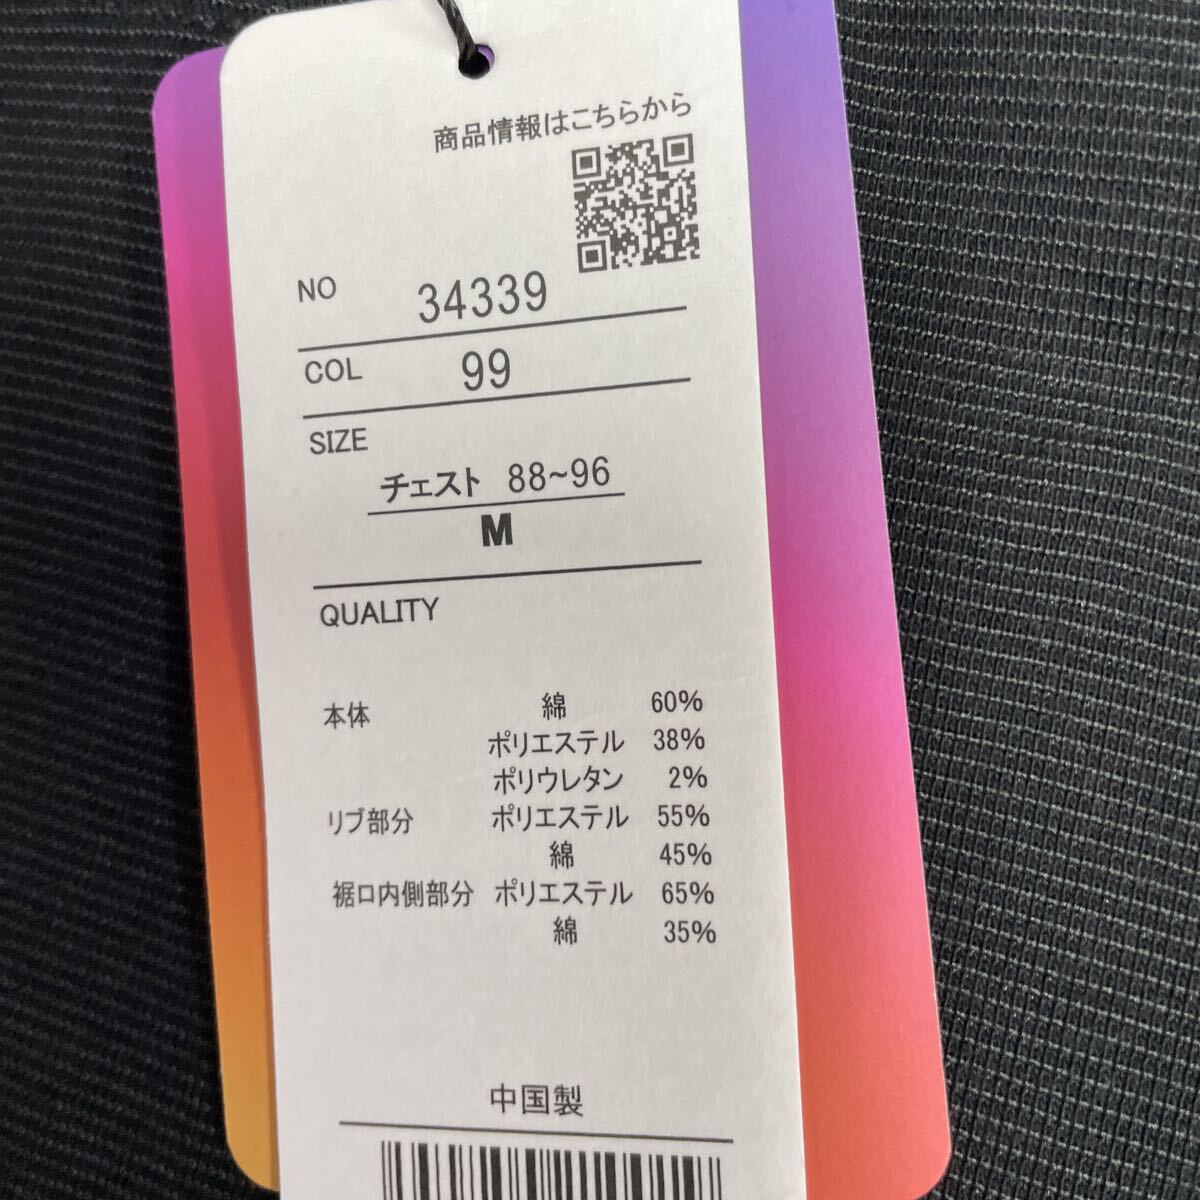 商品情報はこちらから
NO 34339
COL 99
SIZE
チェスト 88~96
M
QUALITY
本体 綿 60%
ポリエステル 38%
ポリウレタン 2%
リブ部分 ポリエステル 55%
綿 45%
裾口内側部分 ポリエステル 65%
綿 35%
中国製